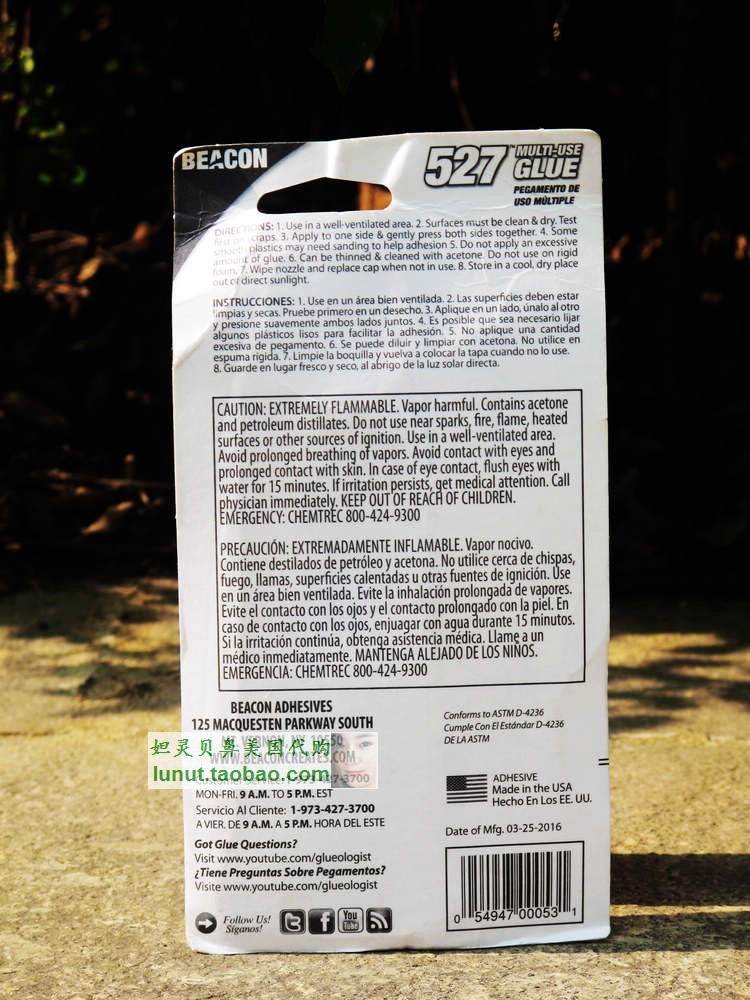 BEACON
527™ MULTI-USE
GLUE
PEGAMENTO DE
USO MÚLTIPLE
DIRECTIONS: 1. Use in a well-ventilated area. 2. Surfaces must be clean & dry. Test
first on scraps. 3. Apply to one side & gently press both sides together. 4. Some
smooth plastics may need sanding to help adhesion 5. Do not apply an excessive
amount of glue. 6. Can be thinned & cleaned with acetone. Do not use on rigid
foam. 7. Wipe nozzle and replace cap when not in use. 8. Store in a cool, dry place
out of direct sunlight.
INSTRUCCIONES: 1. Use en un área bien ventilada. 2. Las superficies deben estar
limpias y secas. Pruebe primero en un desecho. 3. Aplique en un lado, únalo al otro
y presione suavemente ambos lados juntos. 4. Es posible que sea necesario lijar
algunos plásticos lisos para facilitar la adhesión. 5. No aplique una cantidad
excesiva de pegamento. 6. Se puede diluir y limpiar con acetona. No utilice en
espuma rígida. 7. Limpie la boquilla y vuelva a colocar la tapa cuando no lo use.
8. Guarde en lugar fresco y seco, al abrigo de la luz solar directa.
CAUTION: EXTREMELY FLAMMABLE. Vapor harmful. Contains acetone
and petroleum distillates. Do not use near sparks, fire, flame, heated
surfaces or other sources of ignition. Use in a well-ventilated area.
Avoid prolonged breathing of vapors. Avoid contact with eyes and
prolonged contact with skin. In case of eye contact, flush eyes with
water for 15 minutes. If irritation persists, get medical attention. Call
physician immediately. KEEP OUT OF REACH OF CHILDREN.
EMERGENCY: CHEMTREC 800-424-9300
PRECAUCIÓN: EXTREMADAMENTE INFLAMABLE. Vapor nocivo.
Contiene destilados de petróleo y acetona. No utilice cerca de chispas,
fuego, llamas, superficies calentadas u otras fuentes de ignición. Use
en un área bien ventilada. Evite la inhalación prolongada de vapores.
Evite el contacto con los ojos y el contacto prolongado con la piel. En
caso de contacto con los ojos, enjuagar con agua durante 15 minutos.
Si la irritación continúa, obtenga asistencia médica. Llame a un
médico inmediatamente. MANTENGA ALEJADO DE LOS NIÑOS.
EMERGENCIA: CHEMTREC 800-424-9300
BEACON ADHESIVES
125 MACQUESTEN PARKWAY SOUTH
MT. VERNON, NY, 10550
WWW.BEACONCREATES.COM
妲灵贝鼻美国代购
lunut.taobao.com
Customer Service: 1-973-427-3700
MON-FRI. 9 A.M. TO 5 P.M. EST
Servicio Al Cliente: 1-973-427-3700
A VIER. DE 9 A.M. A 5 P.M. HORA DEL ESTE
Got Glue Questions?
Visit www.youtube.com/glueologist
¿Tiene Preguntas Sobre Pegamentos?
Visite www.youtube.com/glueologist
Follow Us!
Síganos!
You
Tube
Conforms to ASTM D-4236
Cumple Con El Estándar D-4236
DE LA ASTM
ADHESIVE
Made in the USA
Hecho En Los EE. UU.
Date of Mfg. 03-25-2016
0 54947 00053 1